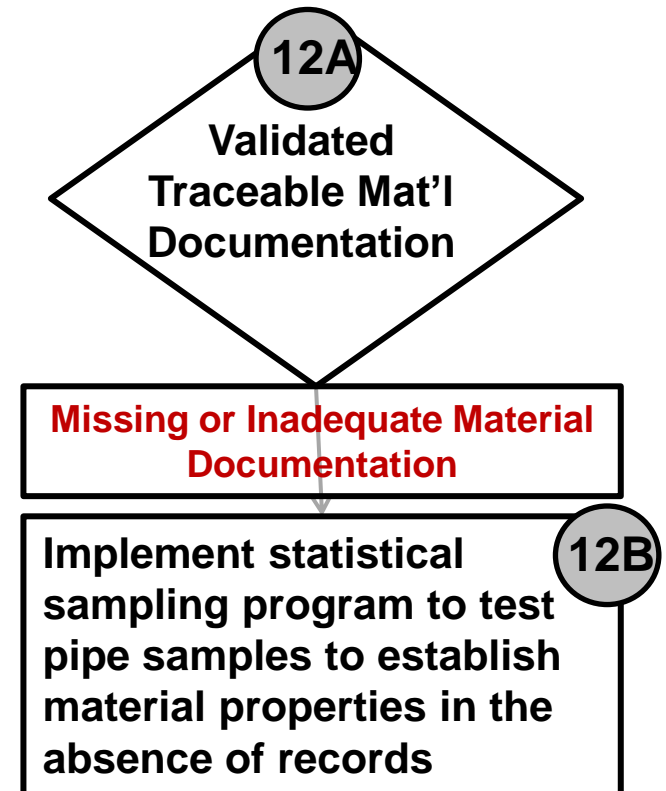 12A
Validated
Traceable Mat'l
Documentation
Missing or Inadequate Material
Documentation
12B
Implement statistical
sampling program to test
pipe samples to establish
material properties in the
absence of records